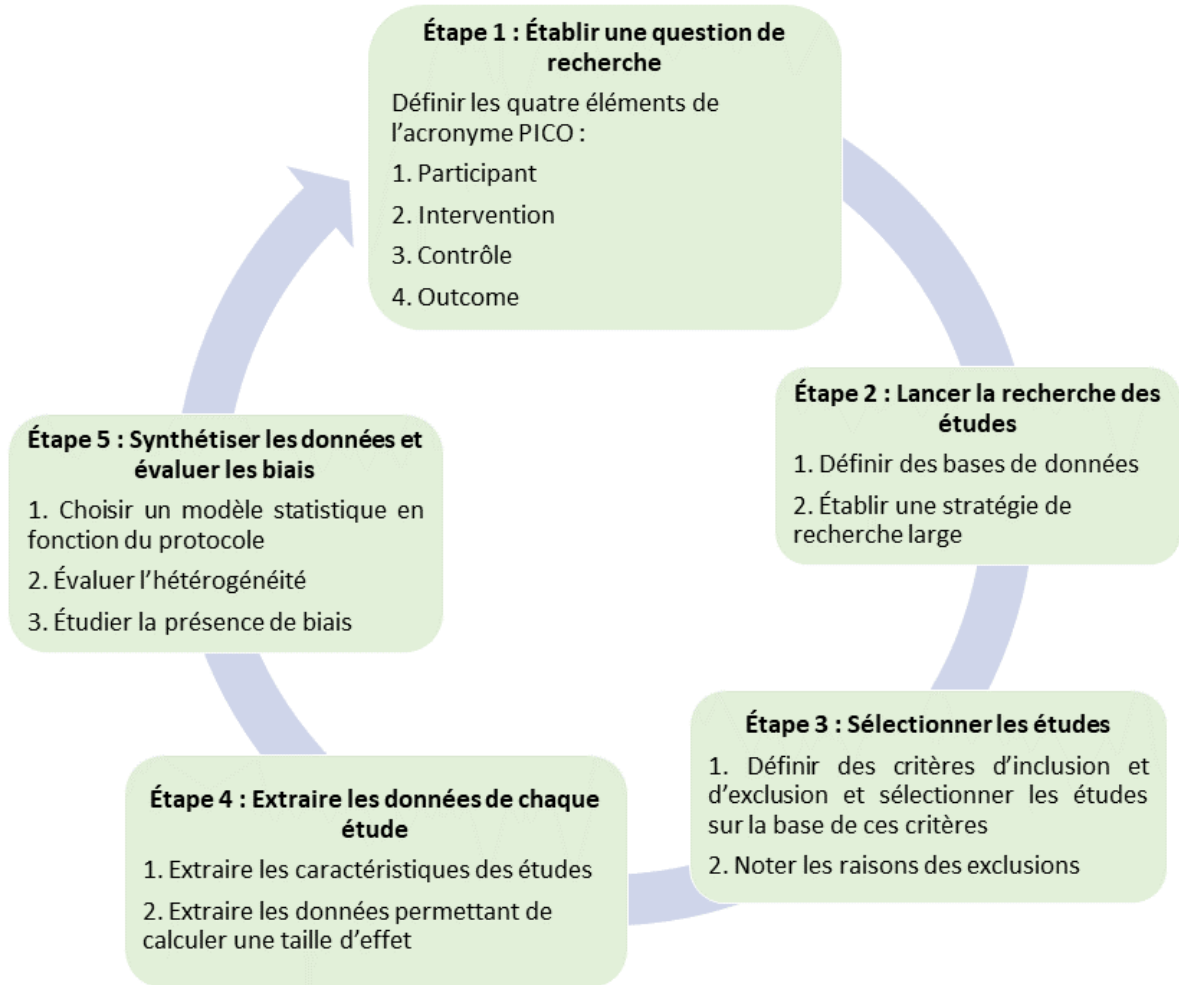 Étape 1 : Établir une question de
recherche
Définir les quatre éléments de
l'acronyme PICO :
1. Participant
2. Intervention
3. Contrôle
4. Outcome
Étape 2 : Lancer la recherche des
études
1. Définir des bases de données
2. Établir une stratégie de
recherche large
Étape 3 : Sélectionner les études
1. Définir des critères d'inclusion et
d'exclusion et sélectionner les études
sur la base de ces critères
2. Noter les raisons des exclusions
Étape 4 : Extraire les données de chaque
étude
1. Extraire les caractéristiques des études
2. Extraire les données permettant de
calculer une taille d'effet
Étape 5 : Synthétiser les données et
évaluer les biais
1. Choisir un modèle statistique en
fonction du protocole
2. Évaluer l'hétérogénéité
3. Étudier la présence de biais